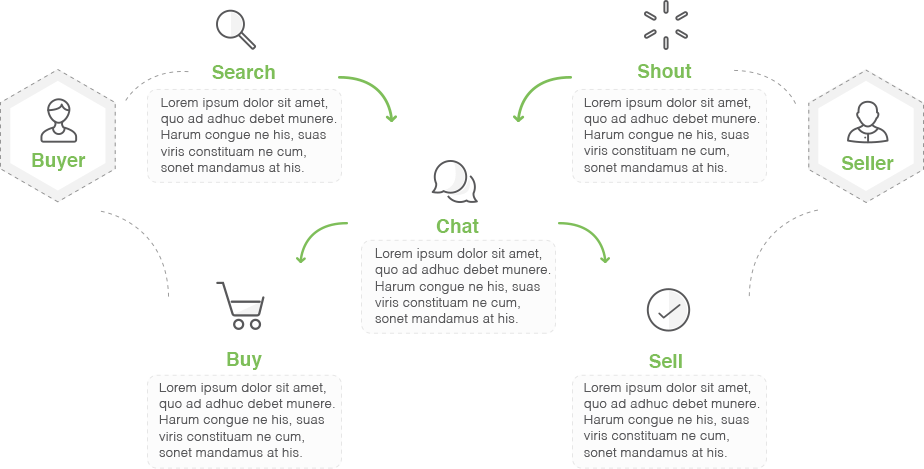 Search
Lorem ipsum dolor sit amet,
quo ad adhuc debet munere.
Harum congue ne his, suas
viris constituam ne cum,
sonet mandamus at his.
Shout
Lorem ipsum dolor sit amet,
quo ad adhuc debet munere.
Harum congue ne his, suas
viris constituam ne cum,
sonet mandamus at his.
Buyer
Seller
Chat
Lorem ipsum dolor sit amet,
quo ad adhuc debet munere.
Harum congue ne his, suas
viris constituam ne cum,
sonet mandamus at his.
Buy
Lorem ipsum dolor sit amet,
quo ad adhuc debet munere.
Harum congue ne his, suas
viris constituam ne cum,
sonet mandamus at his.
Sell
Lorem ipsum dolor sit amet,
quo ad adhuc debet munere.
Harum congue ne his, suas
viris constituam ne cum,
sonet mandamus at his.